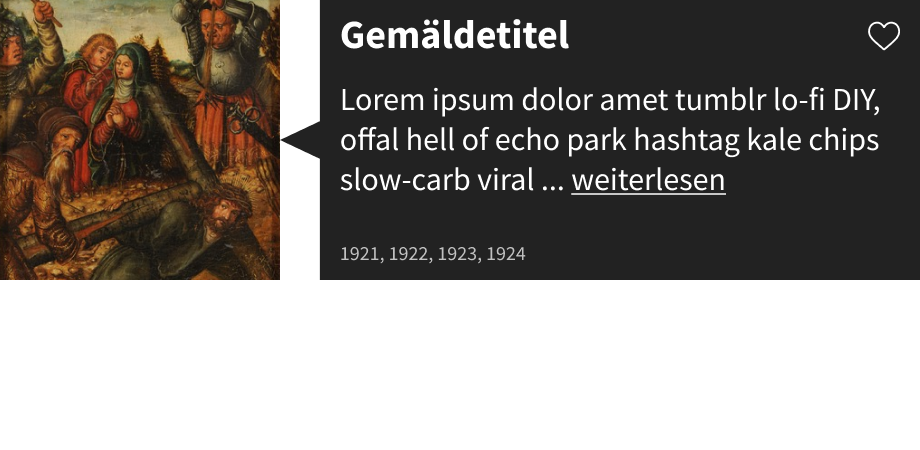 Gemäldetitel
Lorem ipsum dolor amet tumblr lo-fi DIY,
offal hell of echo park hashtag kale chips
slow-carb viral ... weiterlesen
1921, 1922, 1923, 1924